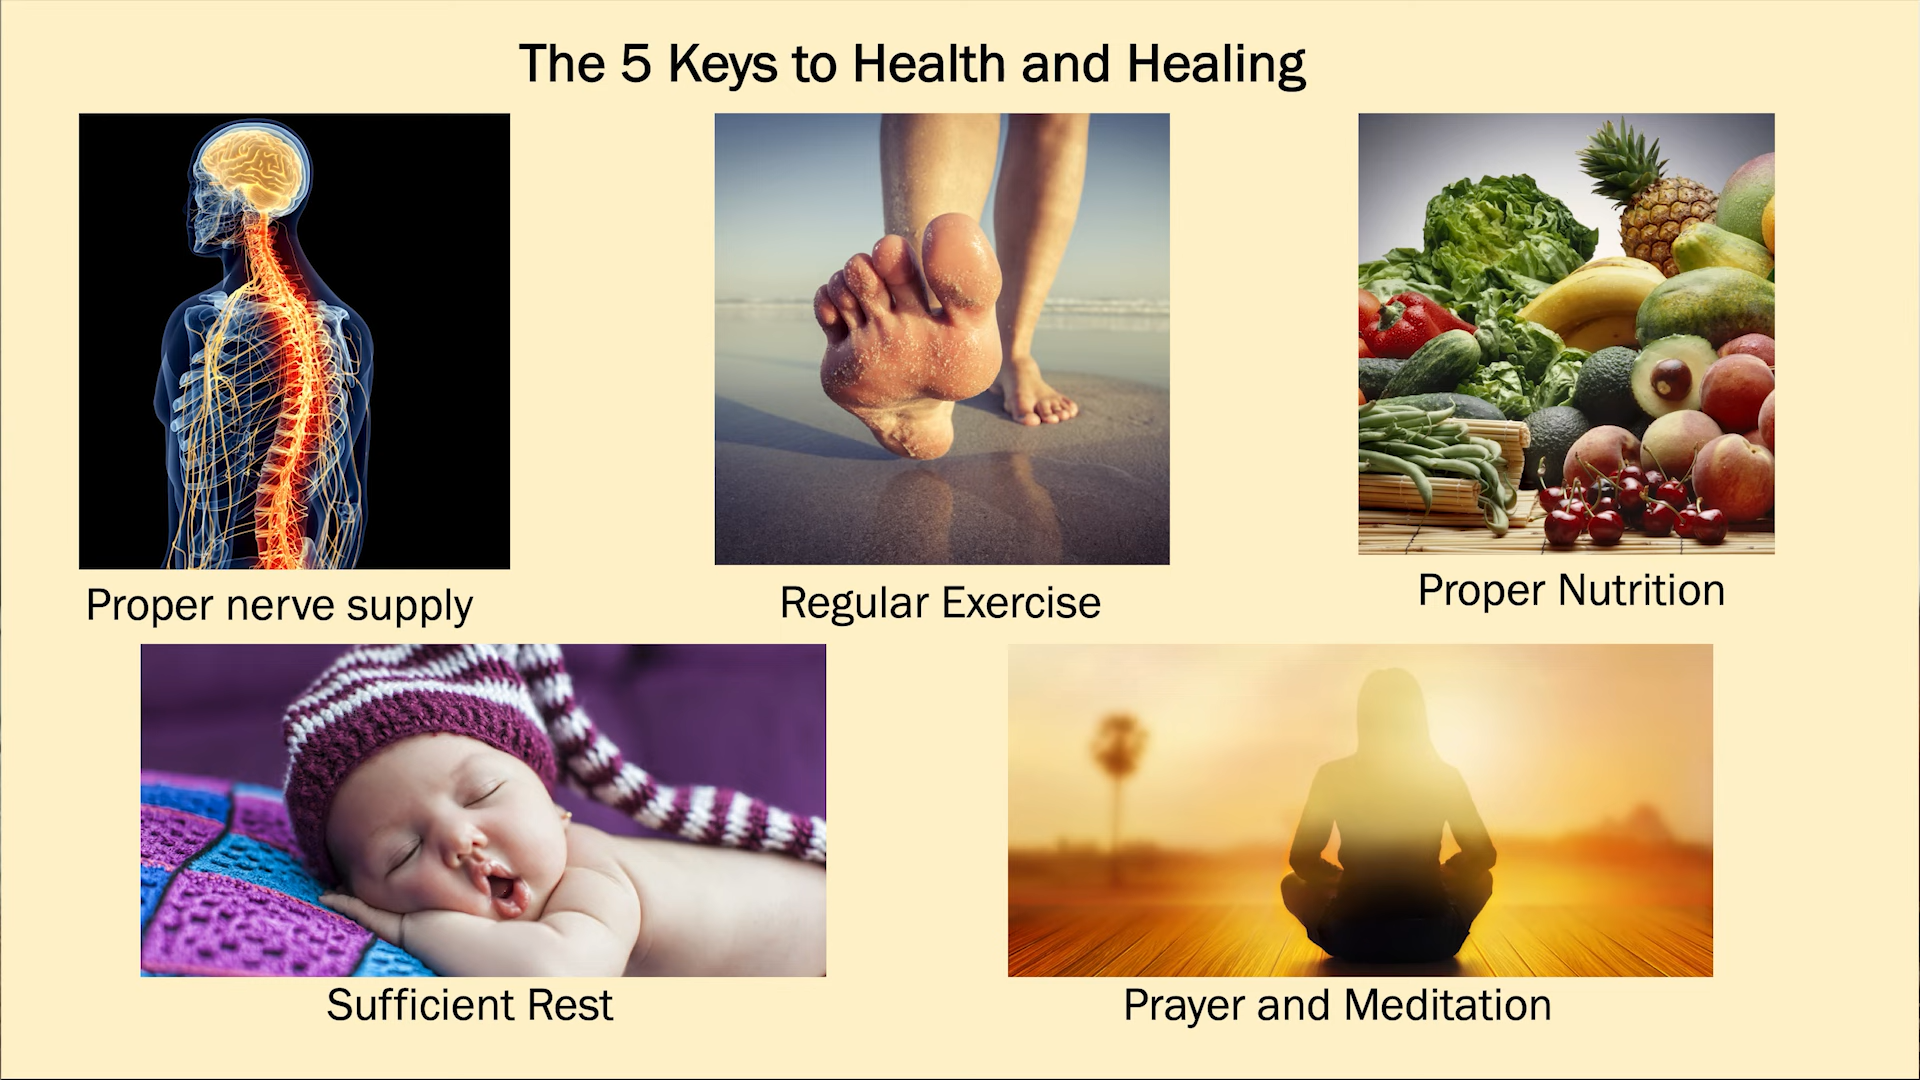 The 5 Keys to Health and Healing
Proper nerve supply
Regular Exercise
Proper Nutrition
Sufficient Rest
Prayer and Meditation